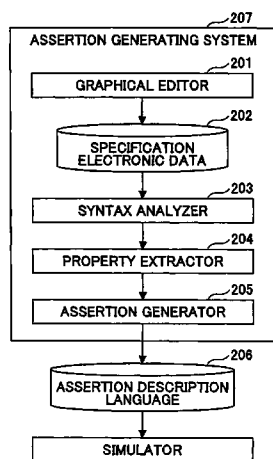 207
ASSERTION GENERATING SYSTEM
201
GRAPHICAL EDITOR
202
SPECIFICATION
ELECTRONIC DATA
203
SYNTAX ANALYZER
204
PROPERTY EXTRACTOR
205
ASSERTION GENERATOR
206
ASSERTION DESCRIPTION
LANGUAGE
SIMULATOR